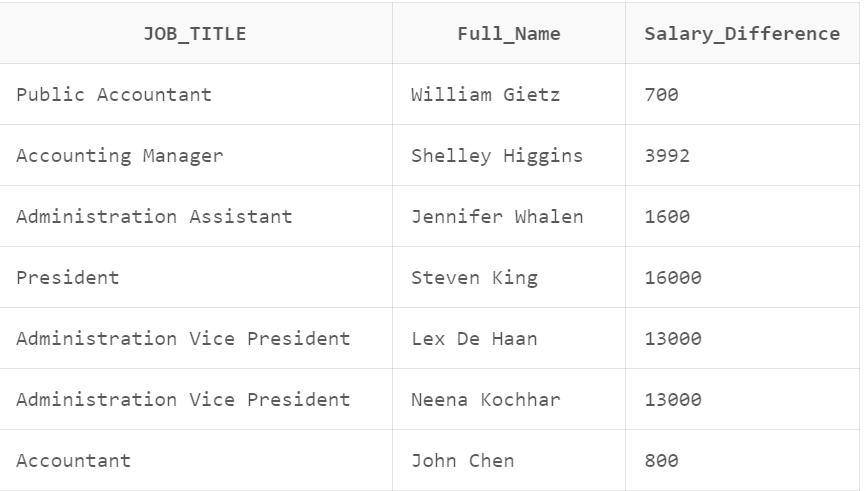 JOB_TITLE Full_Name Salary_Difference
Public Accountant William Gietz 700
Accounting Manager Shelley Higgins 3992
Administration Assistant Jennifer Whalen 1600
President Steven King 16000
Administration Vice President Lex De Haan 13000
Administration Vice President Neena Kochhar 13000
Accountant John Chen 800